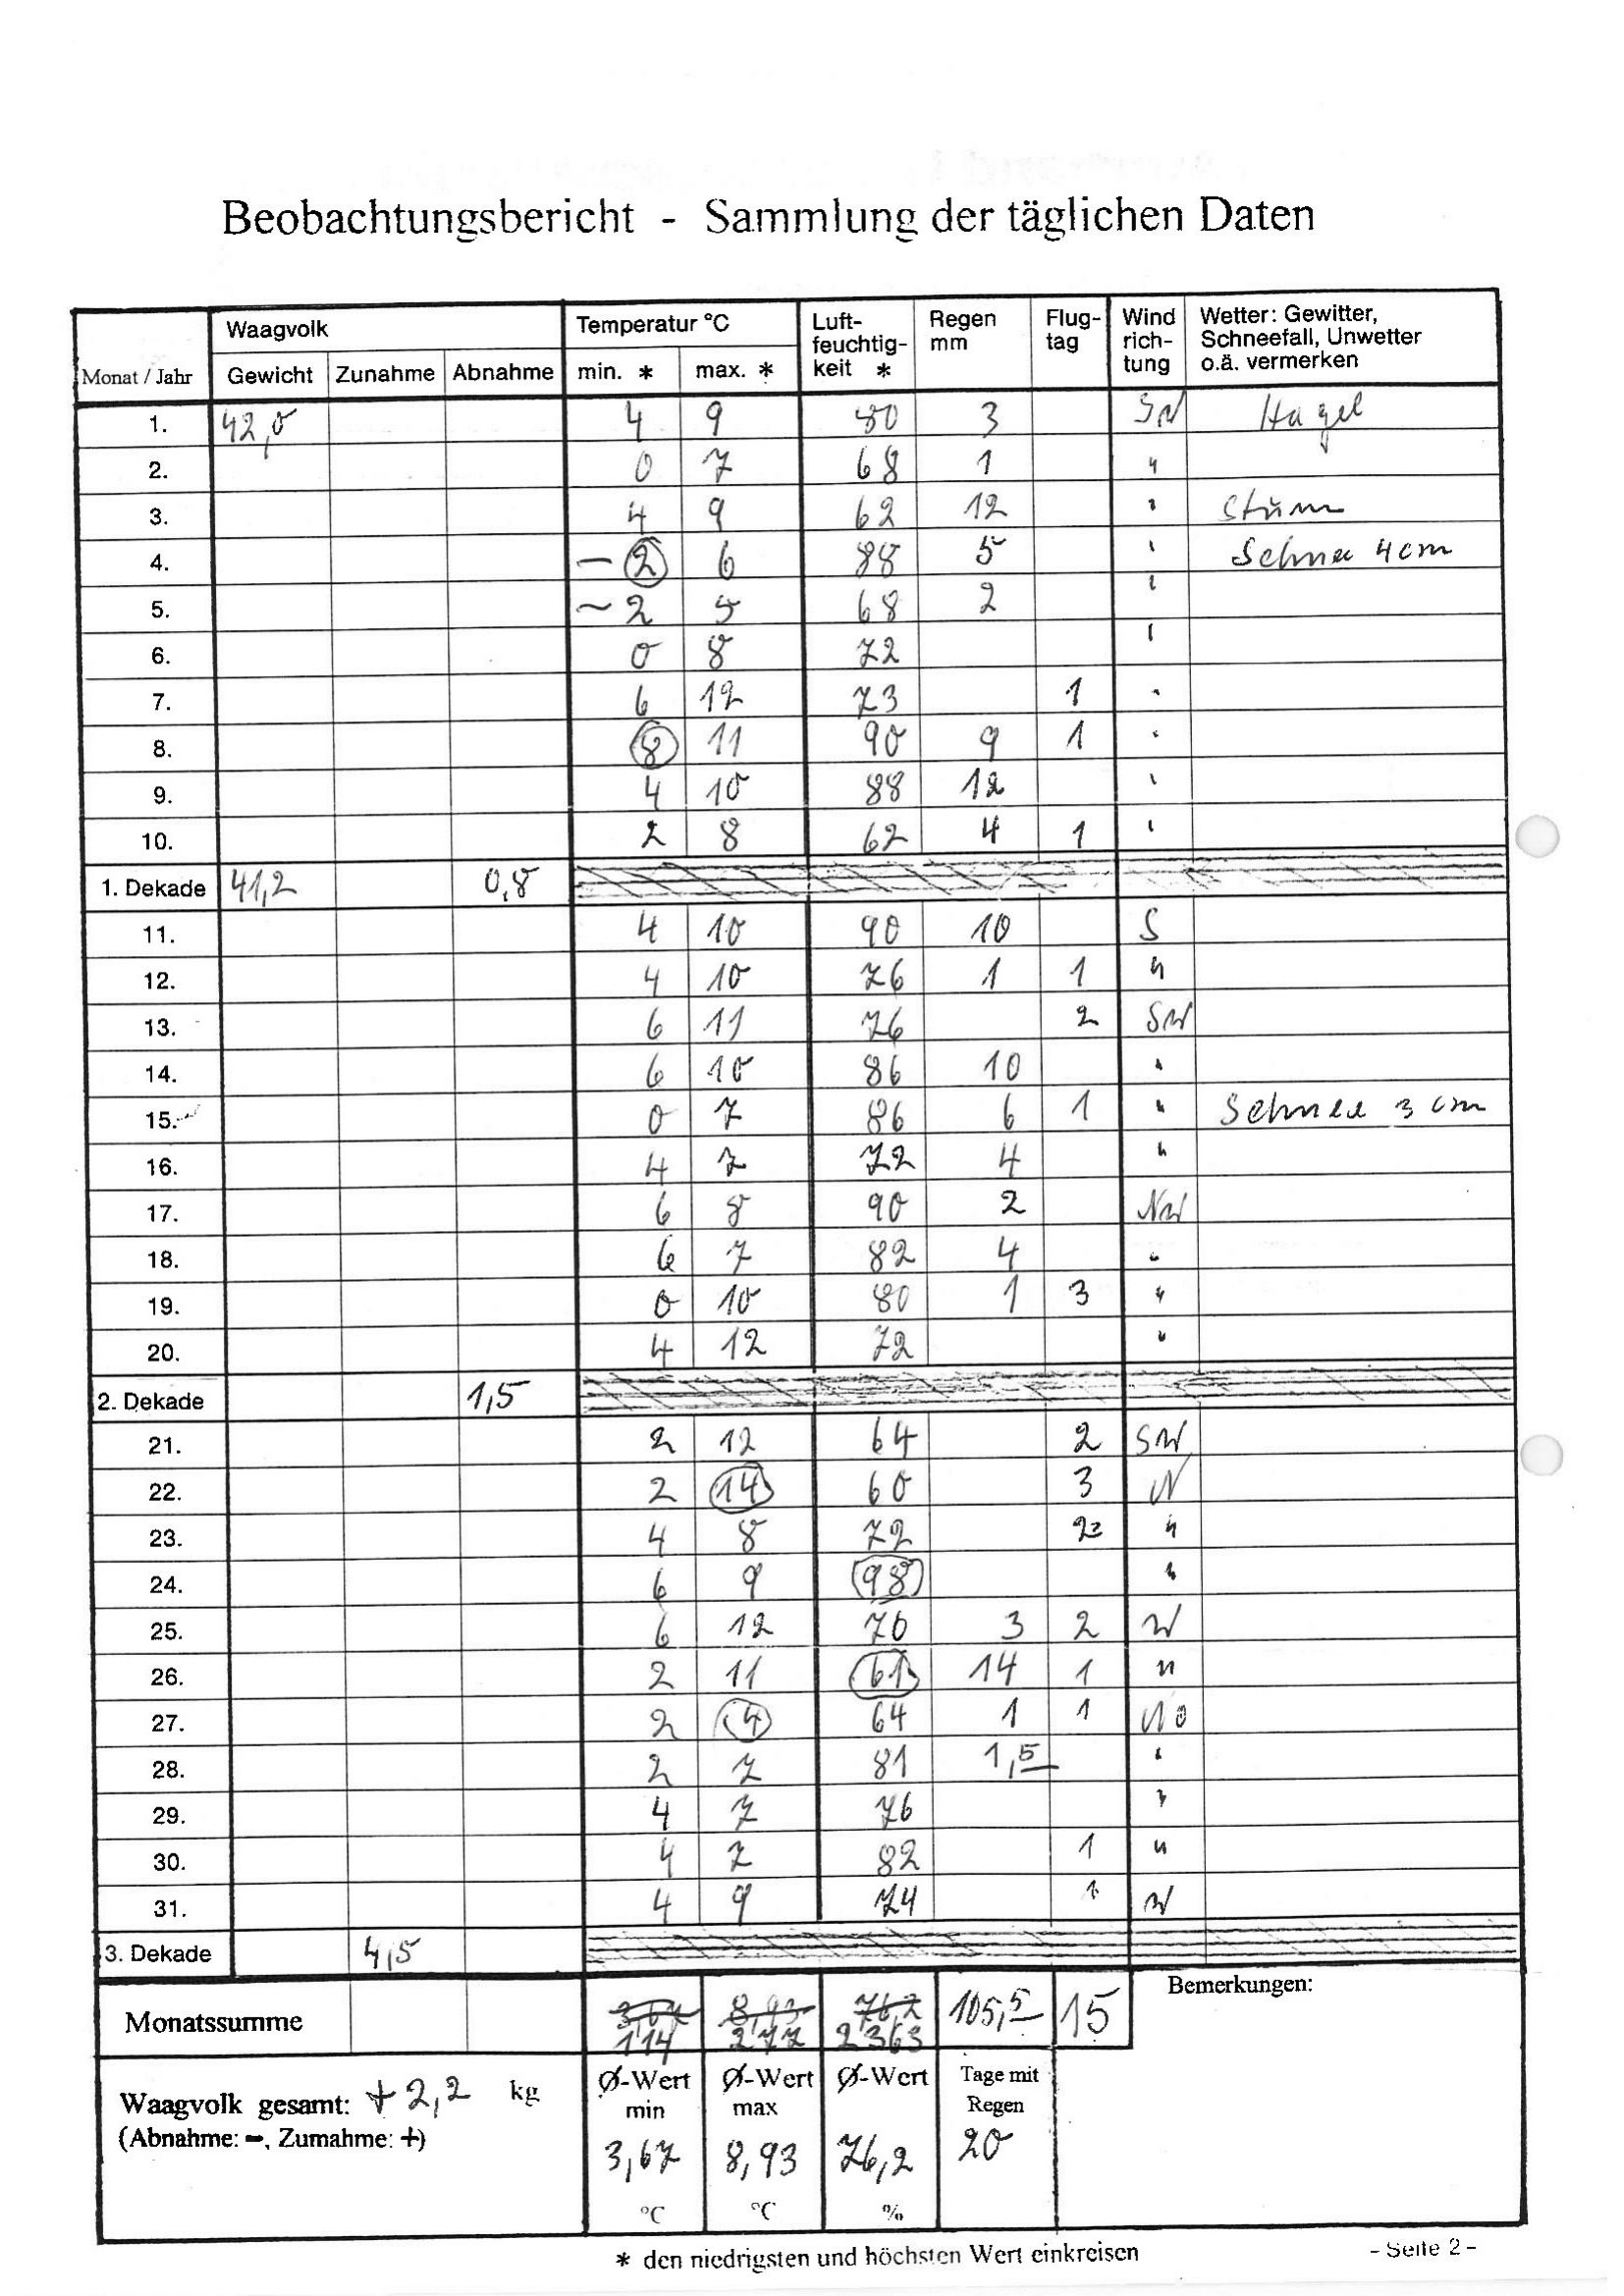 Beobachtungsbericht - Sammlung der täglichen Daten
Monat / Jahr Waagvolk Temperatur °C Luft-feuchtig-keit * Regen mm Flug-tag Wind rich-tung Wetter: Gewitter, Schneefall, Unwetter o.ä. vermerken
Gewicht Zunahme Abnahme min. * max. *
1. 42,0 4 9 80 3 SW Hagel
2. 0 7 68 1 "
3. 4 9 62 12 " Sturm
4. -2 6 88 5 " Schnee 4 cm
5. -2 5 68 2 "
6. 0 8 72 "
7. 6 12 73 1 "
8. 8 11 90 9 1 "
9. 4 10 88 12 "
10. 2 8 62 4 1 "
1. Dekade 41,2 0,8
11. 4 10 90 10 S
12. 4 10 76 1 1 "
13. 6 11 76 2 SW
14. 6 10 86 10 "
15. 0 7 86 6 1 " Schnee 3 cm
16. 4 7 72 4 "
17. 6 8 90 2 NW
18. 6 7 82 4 "
19. 0 10 80 1 3 "
20. 4 12 72 "
2. Dekade 1,5
21. 2 12 64 2 SW
22. 2 14 60 3 N
23. 4 8 72 2 "
24. 6 9 98 "
25. 6 12 70 3 2 W
26. 2 11 61 14 1 "
27. 2 4 64 1 1 NO
28. 2 7 81 1,5 "
29. 4 7 76 "
30. 4 7 82 1 "
31. 4 9 74 1 W
3. Dekade 4,5
Bemerkungen:
Monatssumme 3,67 8,93 76,2 105,5 15
114 277 2363
Waagvolk gesamt: +2,2 kg Ø-Wert min Ø-Wert max Ø-Wert Tage mit Regen
(Abnahme: -, Zumahme: +)
3,67 8,93 76,2 20
°C °C %
* den niedrigsten und höchsten Wert einkreisen
- Seite 2 -